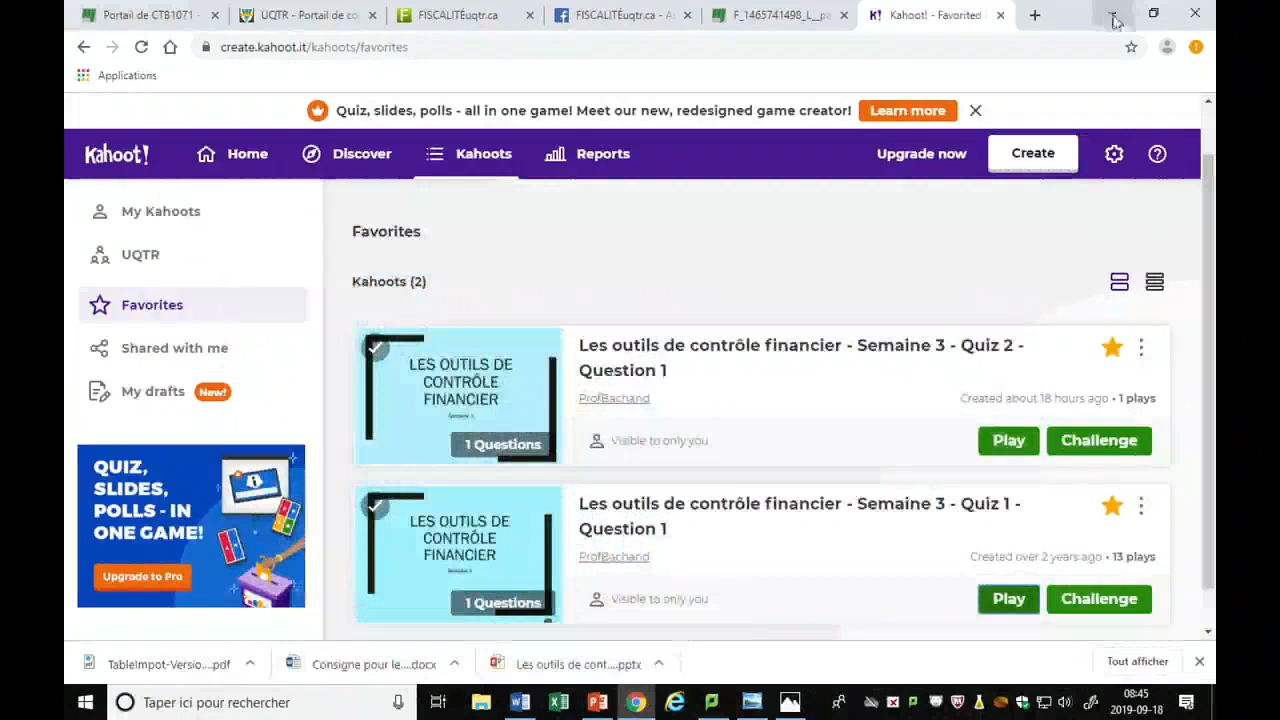 Portail de CTB1071 -
UQTR - Portail de co
FISCALITÉuqtr.ca
FISCALITÉuqtr.ca - A
F_1465741498_L_pa
Kahoot! - Favorited
create.kahoot.it/kahoots/favorites
Applications
Quiz, slides, polls - all in one game! Meet our new, redesigned game creator!
Learn more
Kahoot!
Home
Discover
Kahoots
Reports
Upgrade now
Create
My Kahoots
UQTR
Favorites
Shared with me
My drafts New!
QUIZ,
SLIDES,
POLLS - IN
ONE GAME!
Upgrade to Pro
Favorites
Kahoots (2)
LES OUTILS DE
CONTRÔLE
FINANCIER
1 Questions
Les outils de contrôle financier - Semaine 3 - Quiz 2 -
Question 1
ProfBachand
Created about 18 hours ago • 1 plays
Visible to only you
Play
Challenge
LES OUTILS DE
CONTRÔLE
FINANCIER
1 Questions
Les outils de contrôle financier - Semaine 3 - Quiz 1 -
Question 1
ProfBachand
Created over 2 years ago • 13 plays
Visible to only you
Play
Challenge
TableImpot-Versio....pdf
Consigne pour le....docx
Les outils de cont....pptx
Tout afficher
Taper ici pour rechercher
08:45
2019-09-18